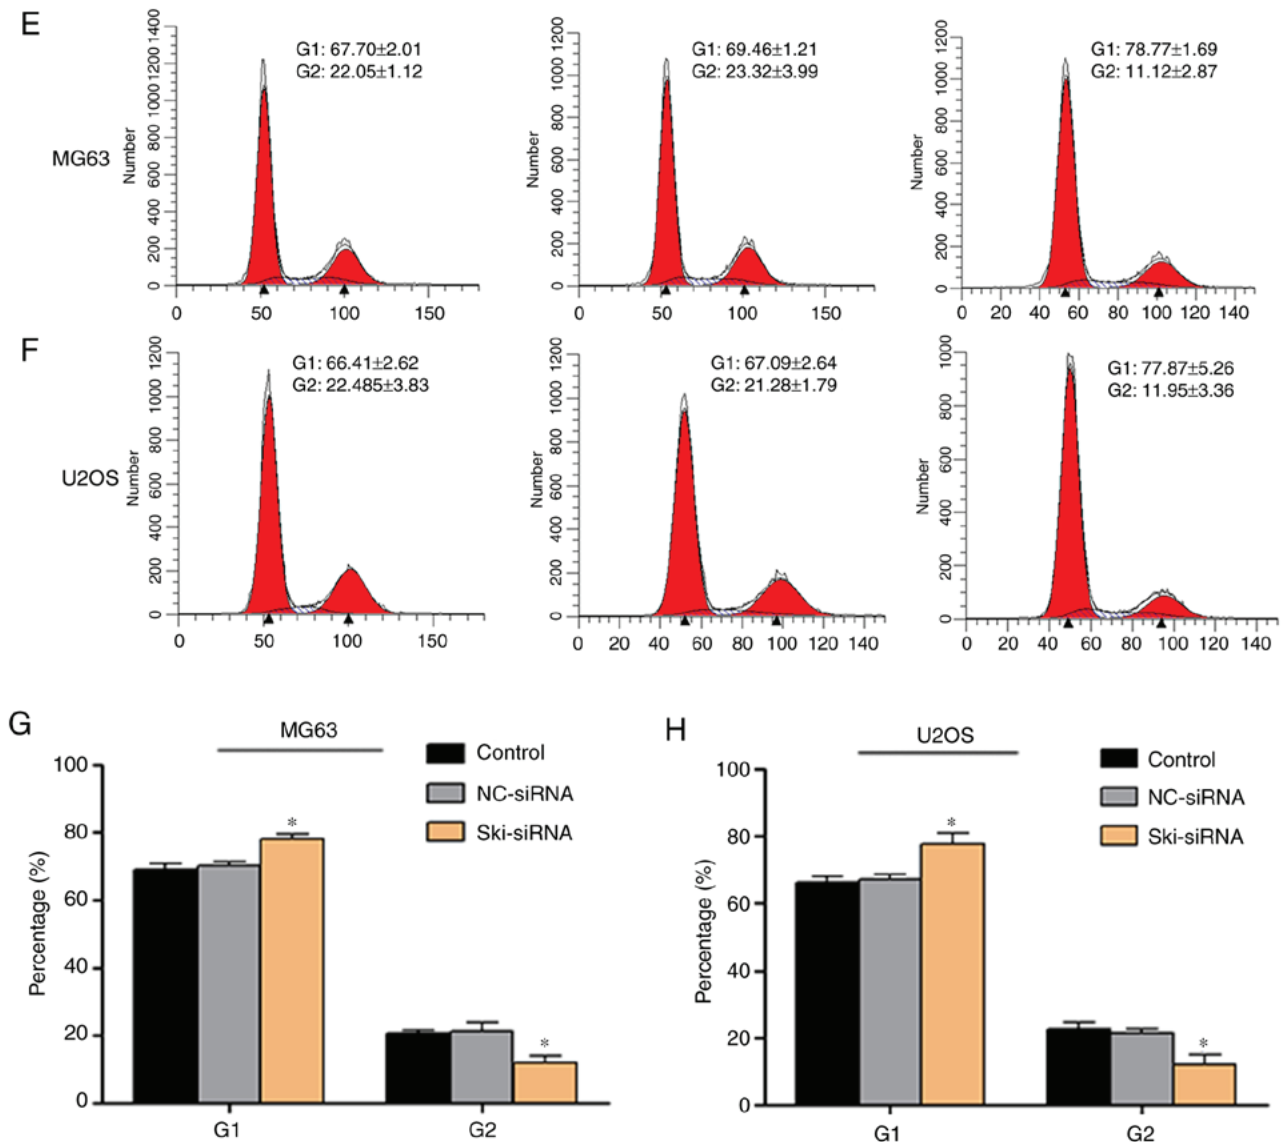 E
MG63
Number
0 200 400 600 800 1000 1200 1400
G1: 67.70±2.01
G2: 22.05±1.12
0 50 100 150
Number
0 200 400 600 800 1000 1200
G1: 69.46±1.21
G2: 23.32±3.99
0 50 100 150
Number
0 200 400 600 800 1000 1200
G1: 78.77±1.69
G2: 11.12±2.87
0 20 40 60 80 100 120 140
F
U2OS
Number
0 200 400 600 800 1000 1200
G1: 66.41±2.62
G2: 22.485±3.83
0 50 100 150
Number
0 200 400 600 800 1000 1200
G1: 67.09±2.64
G2: 21.28±1.79
0 20 40 60 80 100 120 140
Number
0 200 400 600 800 1000
G1: 77.87±5.26
G2: 11.95±3.36
0 20 40 60 80 100 120 140
G
MG63
Control
NC-siRNA
Ski-siRNA
Percentage (%)
100
80
60
40
20
0
*
*
G1 G2
H
U2OS
Control
NC-siRNA
Ski-siRNA
Percentage (%)
100
80
60
40
20
0
*
*
G1 G2